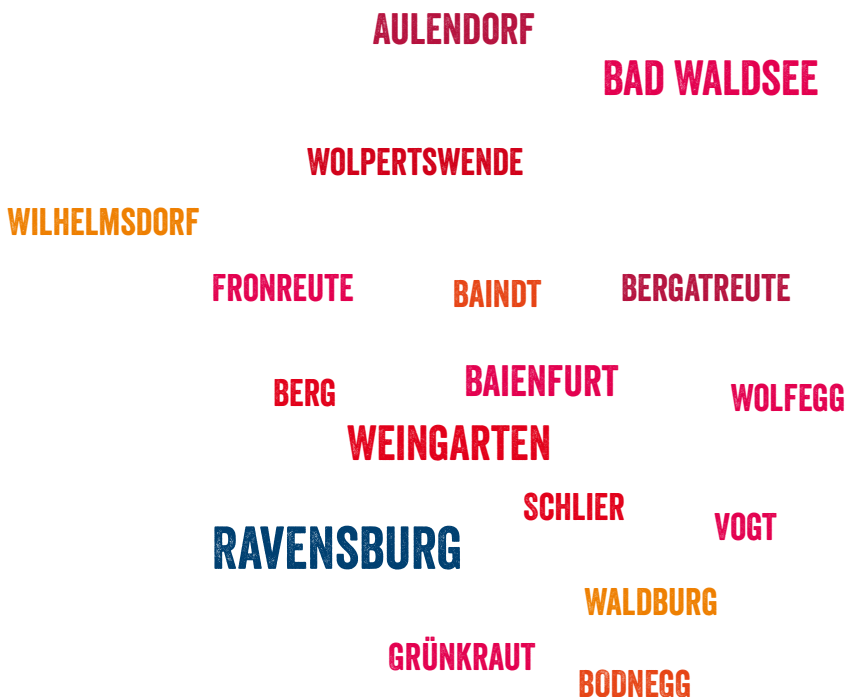 AULENDORF
BAD WALDSEE
WOLPERTSWENDE
WILHELMSDORF
FRONREUTE
BAINDT
BERGATREUTE
BERG
BAIENFURT
WOLFEGG
WEINGARTEN
SCHLIER
VOGT
RAVENSBURG
WALDBURG
GRÜNKRAUT
BODNEGG